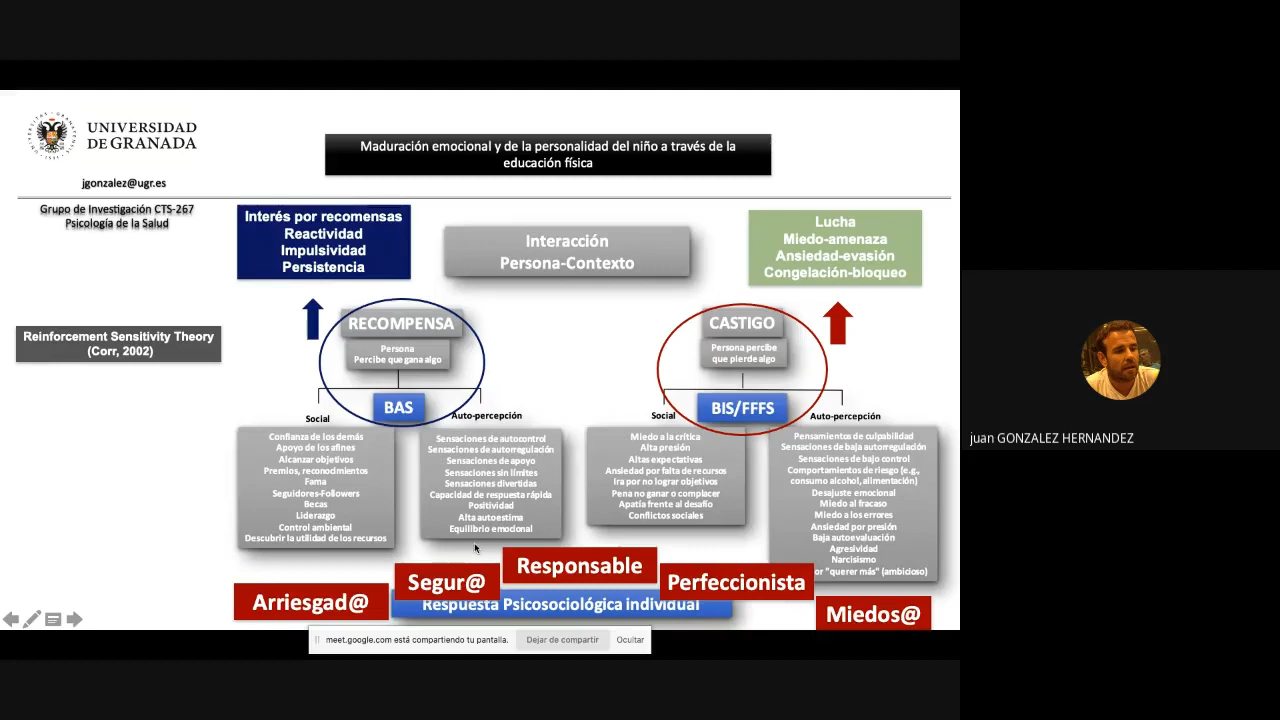 UNIVERSIDAD
DE GRANADA
jgonzalez@ugr.es
Grupo de Investigación CTS-267
Psicología de la Salud
Maduración emocional y de la personalidad del niño a través de la
educación física
Interés por recomensas
Reactividad
Impulsividad
Persistencia
Interacción
Persona-Contexto
Lucha
Miedo-amenaza
Ansiedad-evasión
Congelación-bloqueo
Reinforcement Sensitivity Theory
(Corr, 2002)
RECOMPENSA
Persona
Percibe que gana algo
BAS
Social
Auto-percepción
Confianza de los demás
Apoyo de los afines
Alcanzar objetivos
Premios, reconocimientos
Fama
Seguidores-Followers
Becas
Liderazgo
Control ambiental
Descubrir la utilidad de los recursos
Sensaciones de autocontrol
Sensaciones de autorregulación
Sensaciones de apoyo
Sensaciones sin límites
Sensaciones divertidas
Capacidad de respuesta rápida
Positividad
Alta autoestima
Equilibrio emocional
CASTIGO
Persona percibe
que pierde algo
BIS/FFFS
Social
Auto-percepción
Miedo a la crítica
Alta presión
Altas expectativas
Ansiedad por falta de recursos
Ira por no lograr objetivos
Pena no ganar o complacer
Apatía frente al desafío
Conflictos sociales
Pensamientos de culpabilidad
Sensaciones de baja autorregulación
Sensaciones de bajo control
Comportamientos de riesgo (e.g.,
consumo alcohol, alimentación)
Desajuste emocional
Miedo al fracaso
Miedo a los errores
Ansiedad por presión
Baja autoevaluación
Agresividad
Narcisismo
or "querer más" (ambicioso)
Arriesgad@
Segur@
Responsable
Perfeccionista
Miedos@
Respuesta Psicosociológica individual
meet.google.com está compartiendo tu pantalla.
Dejar de compartir
Ocultar
juan GONZALEZ HERNANDEZ